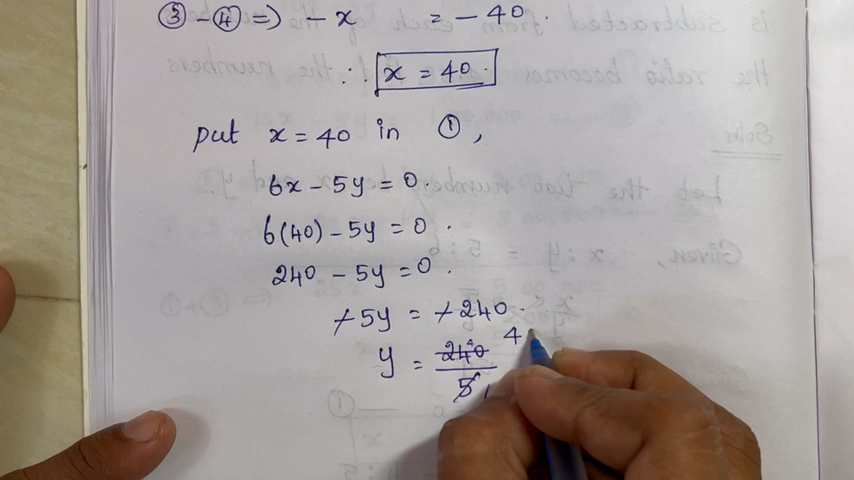 ③ - ④ ⇒ - x = - 40.
∴ x = 40.
put x = 40 in ①,
6x - 5y = 0.
6(40) - 5y = 0.
240 - 5y = 0.
-5y = -240.
y = 240/5 4